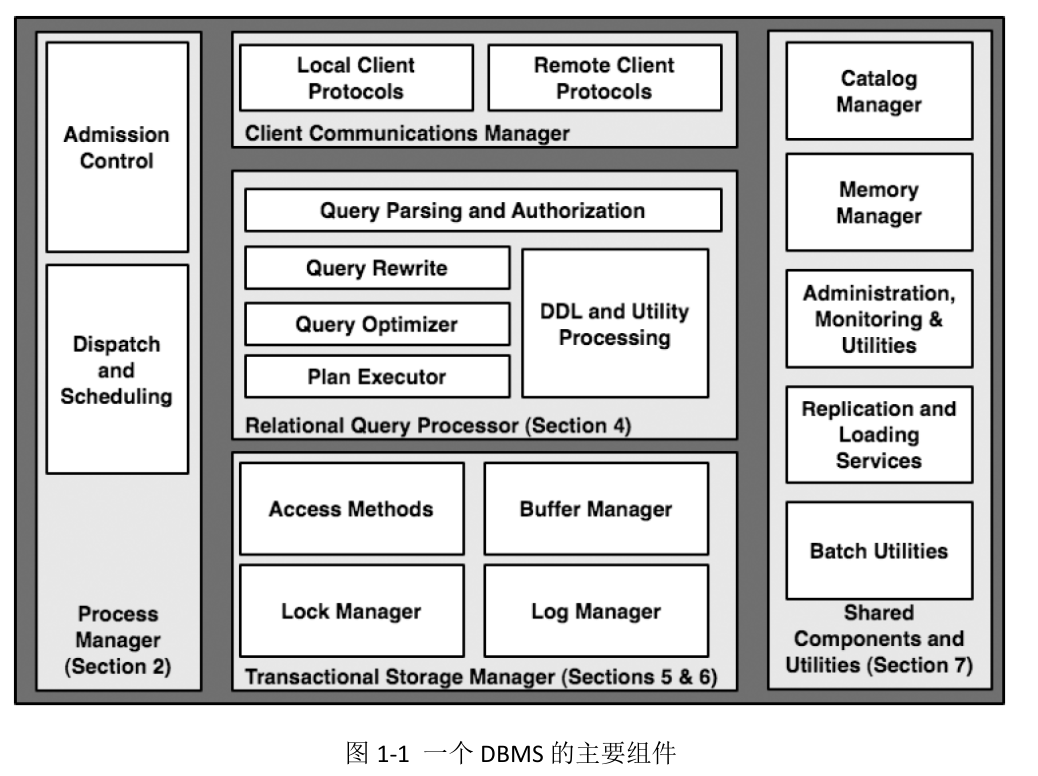 Admission
Control
Dispatch
and
Scheduling
Process
Manager
(Section 2)
Local Client
Protocols
Remote Client
Protocols
Client Communications Manager
Query Parsing and Authorization
Query Rewrite
Query Optimizer
Plan Executor
DDL and Utility
Processing
Relational Query Processor (Section 4)
Access Methods
Buffer Manager
Lock Manager
Log Manager
Transactional Storage Manager (Sections 5 & 6)
Catalog
Manager
Memory
Manager
Administration,
Monitoring &
Utilities
Replication and
Loading
Services
Batch Utilities
Shared
Components and
Utilities (Section 7)
图 1-1 一个 DBMS 的主要组件